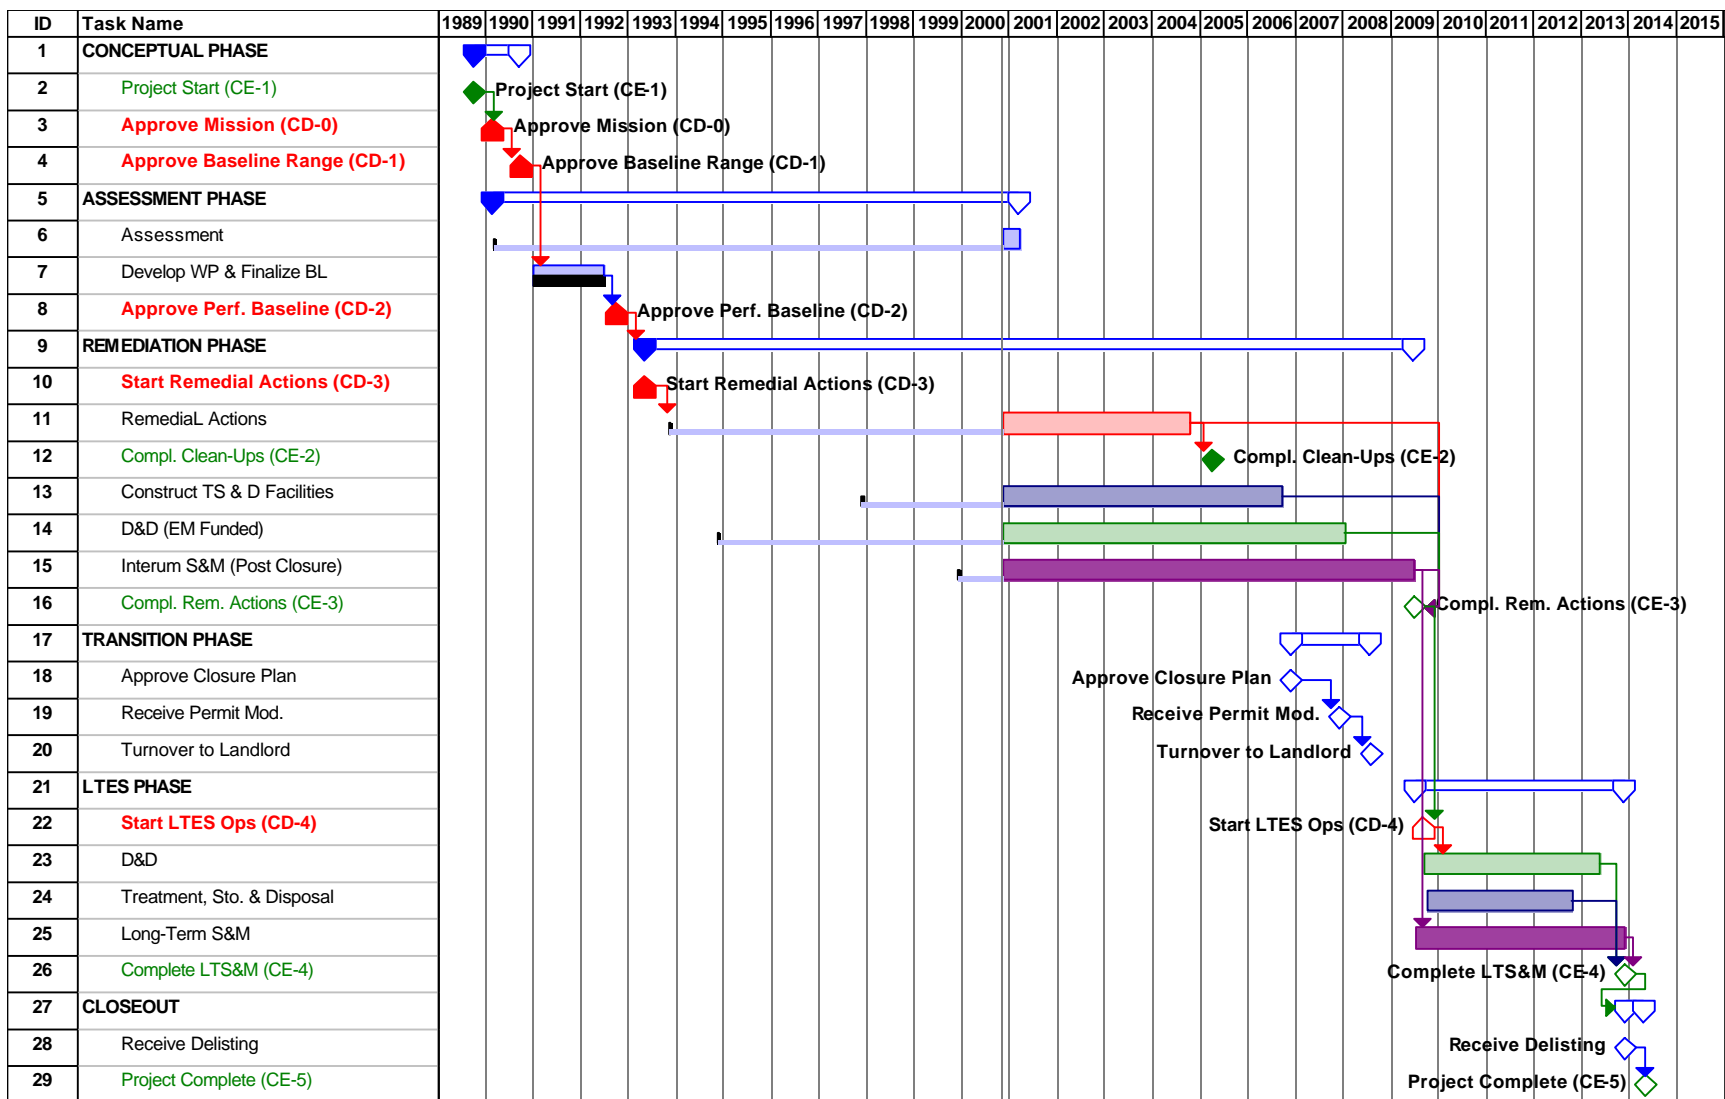 ID Task Name 1989 1990 1991 1992 1993 1994 1995 1996 1997 1998 1999 2000 2001 2002 2003 2004 2005 2006 2007 2008 2009 2010 2011 2012 2013 2014 2015
1 CONCEPTUAL PHASE
2 Project Start (CE-1) Project Start (CE-1)
3 Approve Mission (CD-0) Approve Mission (CD-0)
4 Approve Baseline Range (CD-1) Approve Baseline Range (CD-1)
5 ASSESSMENT PHASE
6 Assessment
7 Develop WP & Finalize BL
8 Approve Perf. Baseline (CD-2) Approve Perf. Baseline (CD-2)
9 REMEDIATION PHASE
10 Start Remedial Actions (CD-3) Start Remedial Actions (CD-3)
11 RemediaL Actions
12 Compl. Clean-Ups (CE-2) Compl. Clean-Ups (CE-2)
13 Construct TS & D Facilities
14 D&D (EM Funded)
15 Interum S&M (Post Closure)
16 Compl. Rem. Actions (CE-3) Compl. Rem. Actions (CE-3)
17 TRANSITION PHASE
18 Approve Closure Plan Approve Closure Plan
19 Receive Permit Mod. Receive Permit Mod.
20 Turnover to Landlord Turnover to Landlord
21 LTES PHASE
22 Start LTES Ops (CD-4) Start LTES Ops (CD-4)
23 D&D
24 Treatment, Sto. & Disposal
25 Long-Term S&M
26 Complete LTS&M (CE-4) Complete LTS&M (CE-4)
27 CLOSEOUT
28 Receive Delisting Receive Delisting
29 Project Complete (CE-5) Project Complete (CE-5)